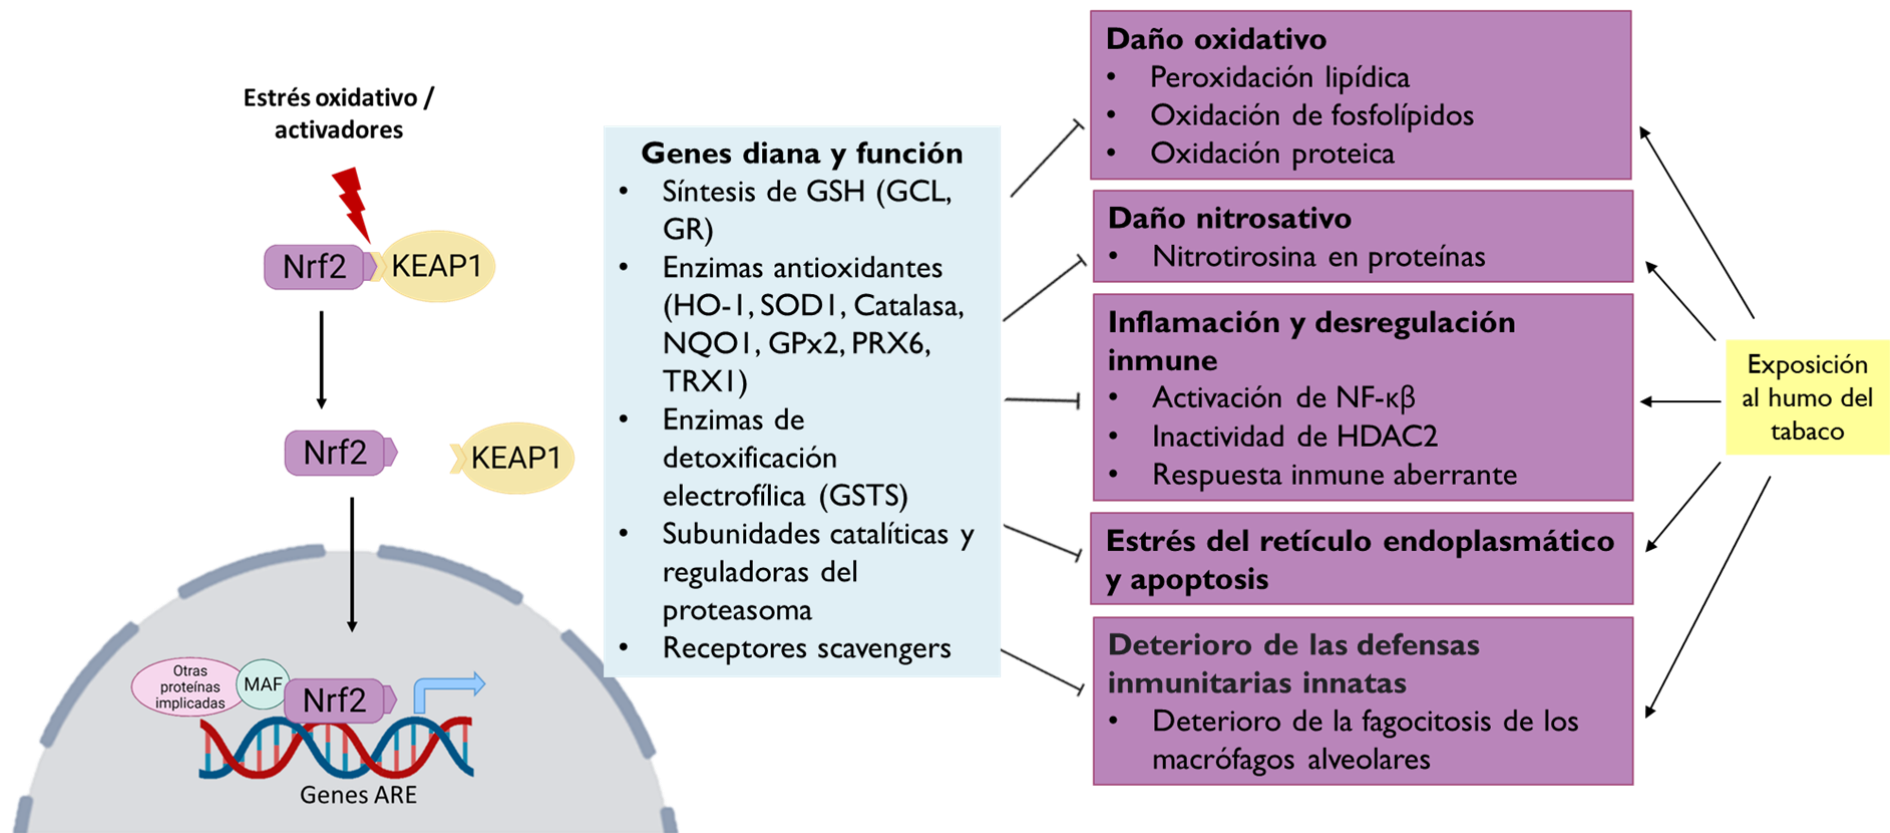 Estrés oxidativo /
activadores
Nrf2
KEAP1
Nrf2
KEAP1
Otras
proteínas
implicadas
MAF
Nrf2
Genes ARE
Genes diana y función
• Síntesis de GSH (GCL,
GR)
• Enzimas antioxidantes
(HO-1, SOD1, Catalasa,
NQO1, GPx2, PRX6,
TRX1)
• Enzimas de
detoxificación
electrofílica (GSTS)
• Subunidades catalíticas y
reguladoras del
proteasoma
• Receptores scavengers
Daño oxidativo
• Peroxidación lipídica
• Oxidación de fosfolípidos
• Oxidación proteica
Daño nitrosativo
• Nitrotirosina en proteínas
Inflamación y desregulación
inmune
• Activación de NF-κβ
• Inactividad de HDAC2
• Respuesta inmune aberrante
Estrés del retículo endoplasmático
y apoptosis
Deterioro de las defensas
inmunitarias innatas
• Deterioro de la fagocitosis de los
macrófagos alveolares
Exposición
al humo del
tabaco